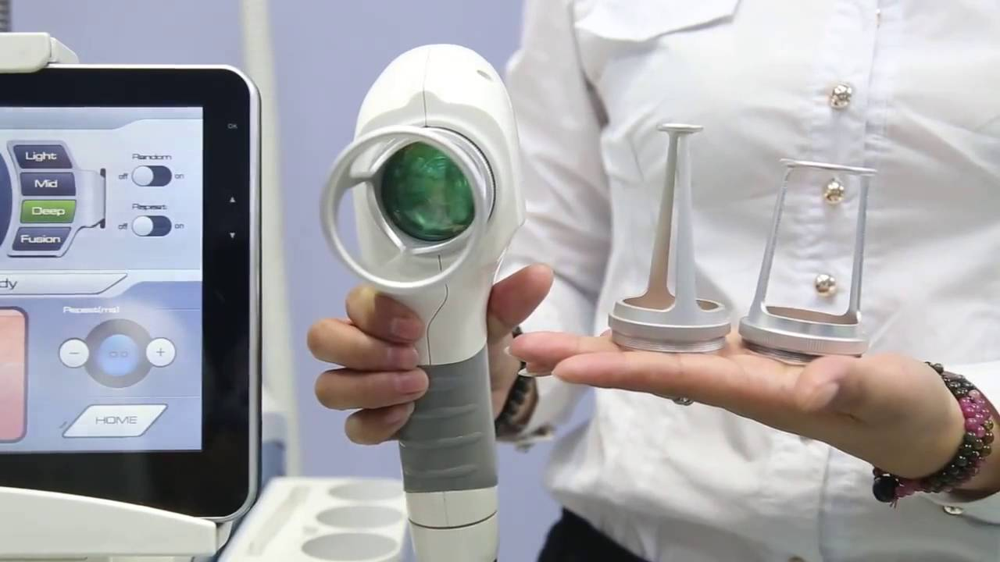 OK
Light
Random
off on
Mid
Deep
Repeat
off on
Fusion
dy
Repeat(ms)
− +
HOME